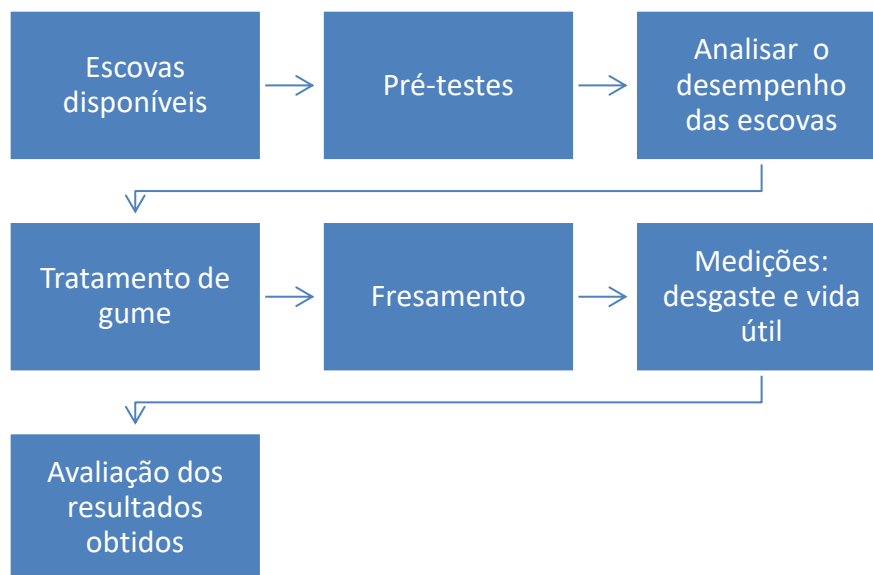 Escovas
disponíveis
Pré-testes
Analisar o
desempenho
das escovas
Tratamento de
gume
Fresamento
Medições:
desgaste e vida
útil
Avaliação dos
resultados
obtidos